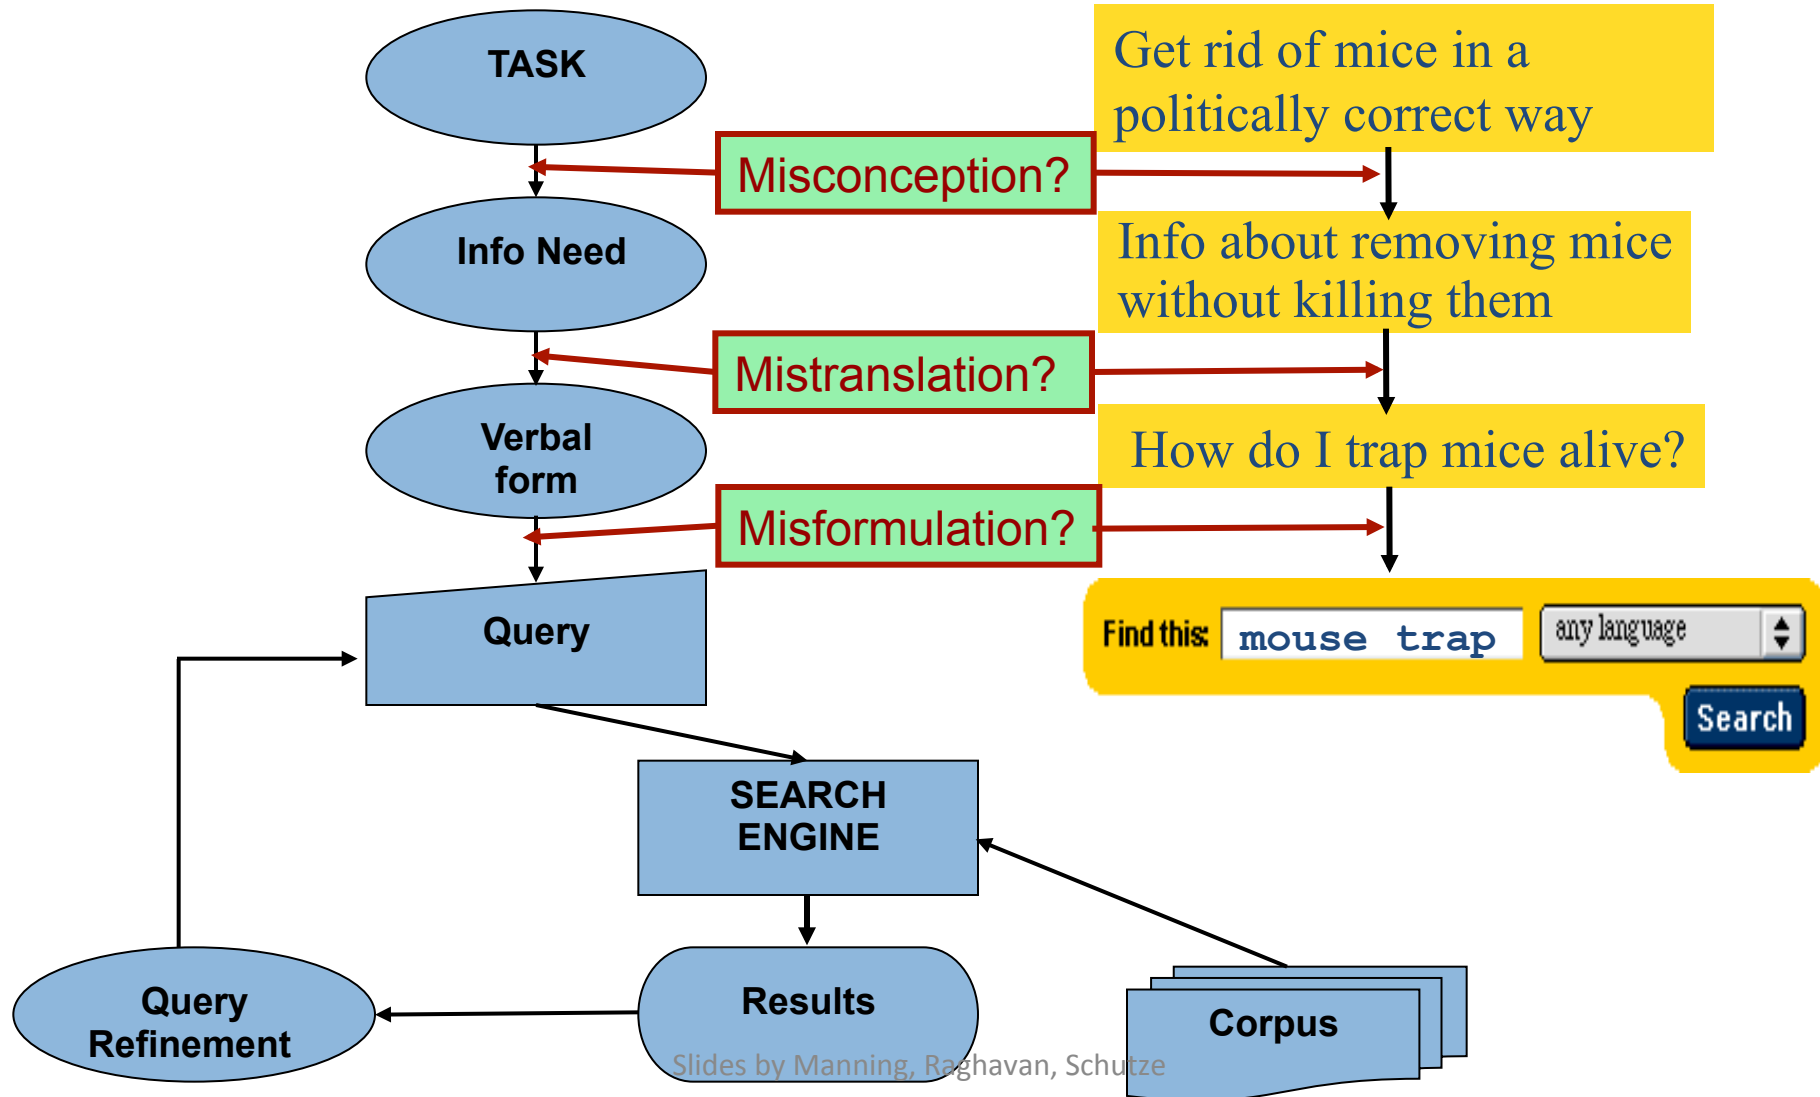 TASK
Get rid of mice in a
politically correct way
Misconception?
Info Need
Info about removing mice
without killing them
Mistranslation?
Verbal
form
How do I trap mice alive?
Misformulation?
Query
Find this:
mouse trap
any language
Search
SEARCH
ENGINE
Results
Query
Refinement
Corpus
Slides by Manning, Raghavan, Schutze